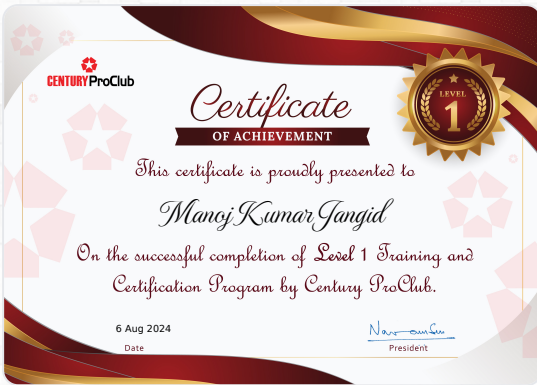 CENTURY ProClub
LEVEL
1
Certificate
OF ACHIEVEMENT
This certificate is proudly presented to
Manoj Kumar Jangid
On the successful completion of Level 1 Training and
Certification Program by Century ProClub.
6 Aug 2024
Date
President